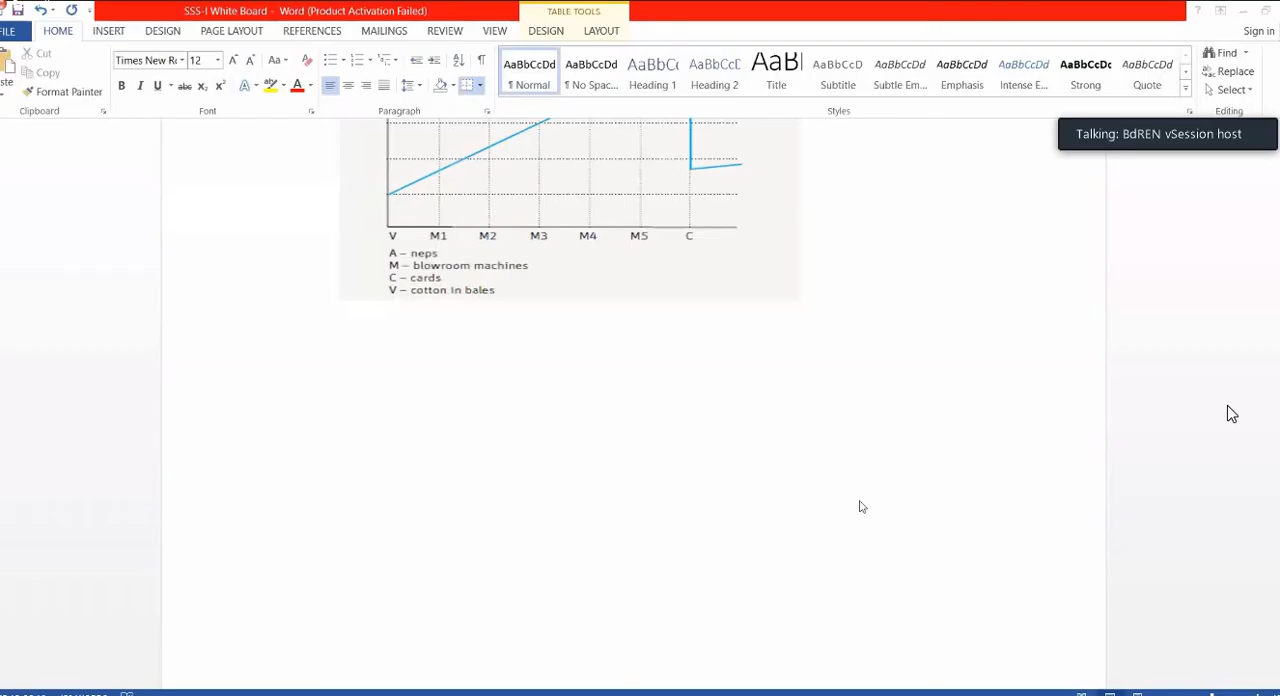 SSS-I White Board - Word (Product Activation Failed)
TABLE TOOLS
FILE HOME INSERT DESIGN PAGE LAYOUT REFERENCES MAILINGS REVIEW VIEW DESIGN LAYOUT Sign in
Cut
Copy
Format Painter
Clipboard
Times New Ro 12
Font
Paragraph
AaBbCcDd AaBbCcDd AaBbC AaBbCcD AaB AaBbCcD AaBbCcDd AaBbCcDd AaBbCcDd AaBbCcDc AaBbCcDd
¶ Normal ¶ No Spac... Heading 1 Heading 2 Title Subtitle Subtle Em... Emphasis Intense E... Strong Quote
Styles
Find
Replace
Select
Editing
Talking: BdREN vSession host
V M1 M2 M3 M4 M5 C
A – neps
M – blowroom machines
C – cards
V – cotton in bales